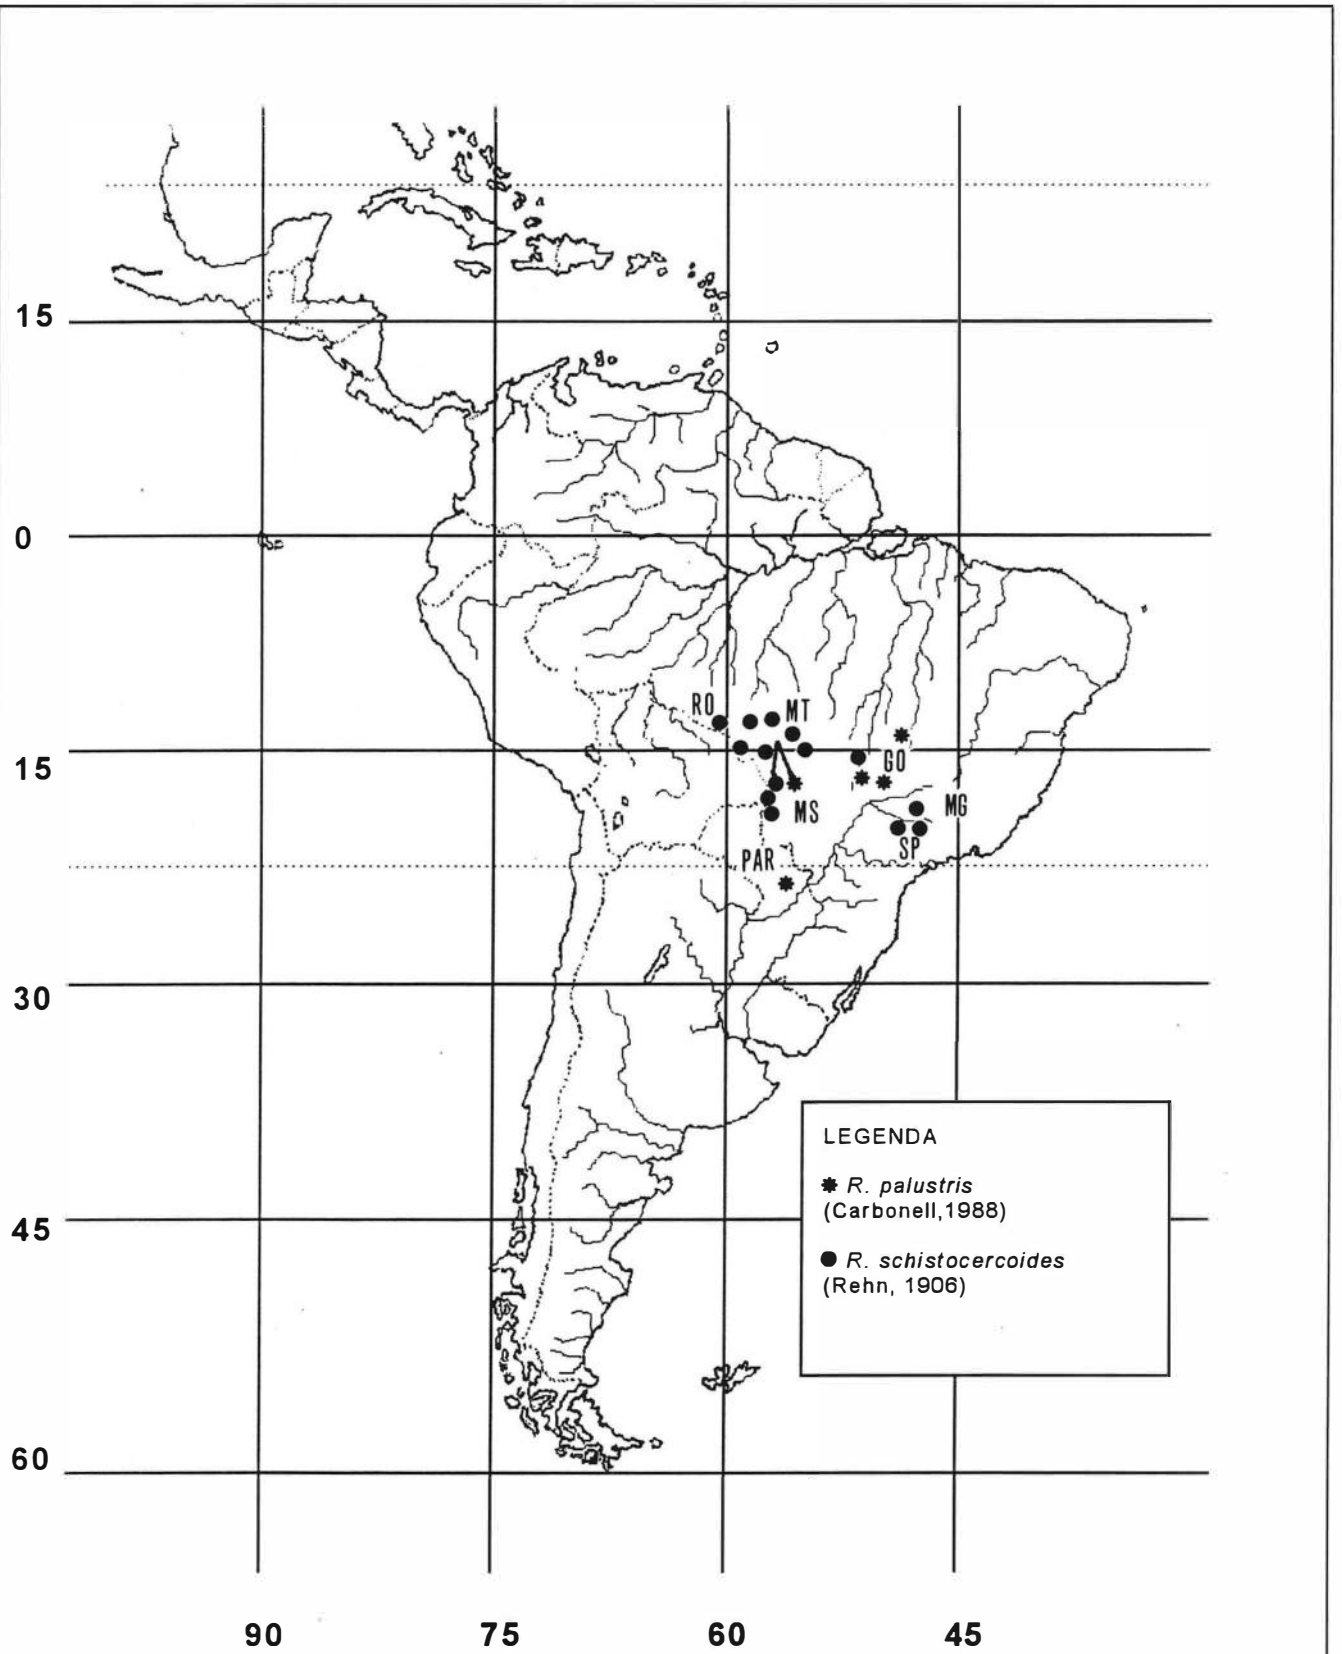 15
0
RO
MT
15
GO
MS
MG
SP
PAR
30
LEGENDA
R. palustris
(Carbonell,1988)
45
R. schistocercoides
(Rehn, 1906)
60
90 75 60 45